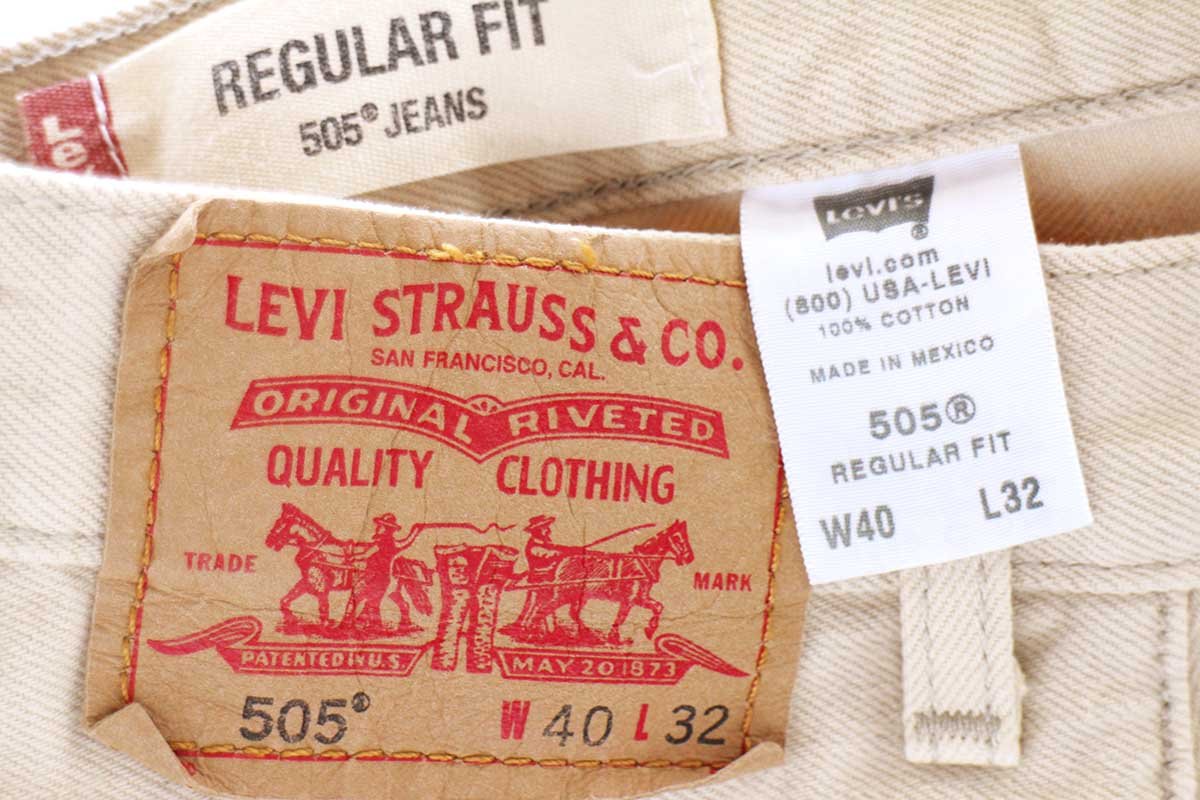 REGULAR FIT
505® JEANS
Le
LEVI STRAUSS & CO.
SAN FRANCISCO, CAL.
ORIGINAL RIVETED
QUALITY CLOTHING
TRADE MARK
PATENTED IN U.S. MAY 20 1873
505® W 40 L 32
LEVI'S®
levi.com
(800) USA-LEVI
100% COTTON
MADE IN MEXICO
505®
REGULAR FIT
W40 L32